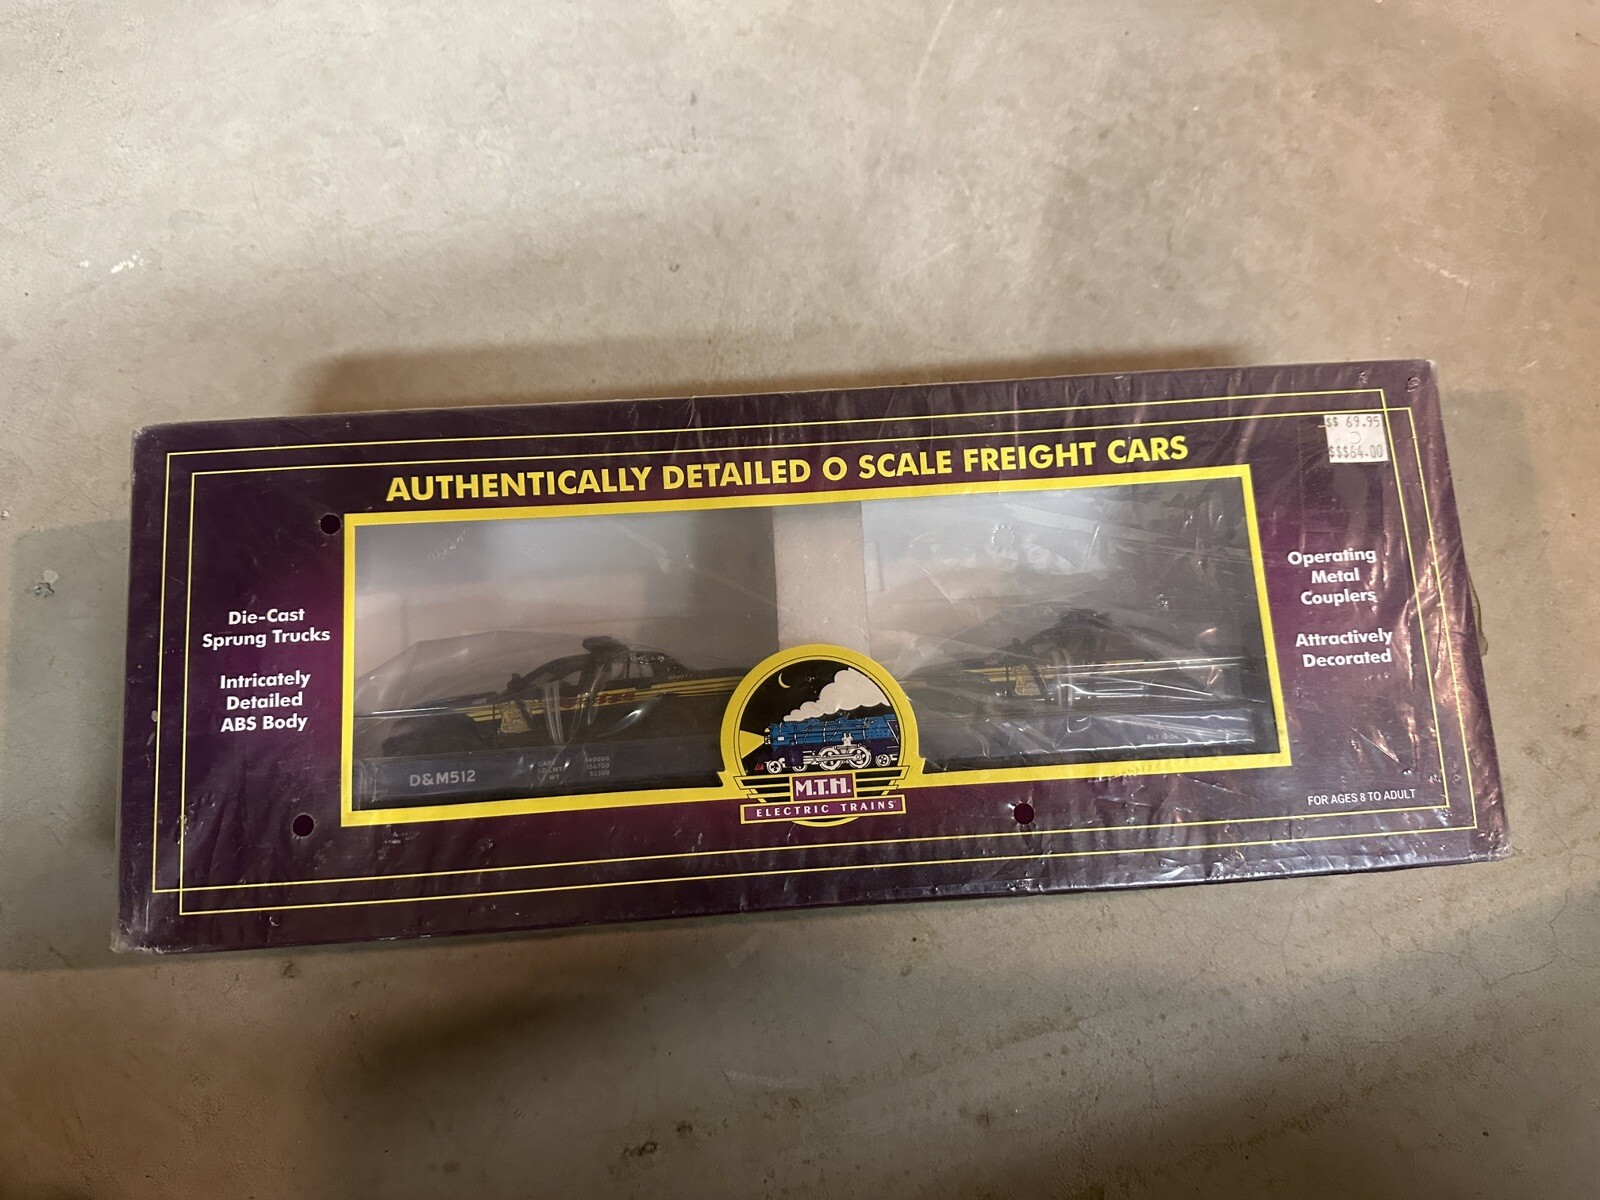 $$ 69.95
$$$64.00
AUTHENTICALLY DETAILED O SCALE FREIGHT CARS
Die-Cast
Sprung Trucks
Intricately
Detailed
ABS Body
Operating
Metal
Couplers
Attractively
Decorated
D&M512
M.T.H.
ELECTRIC TRAINS
FOR AGES 8 TO ADULT